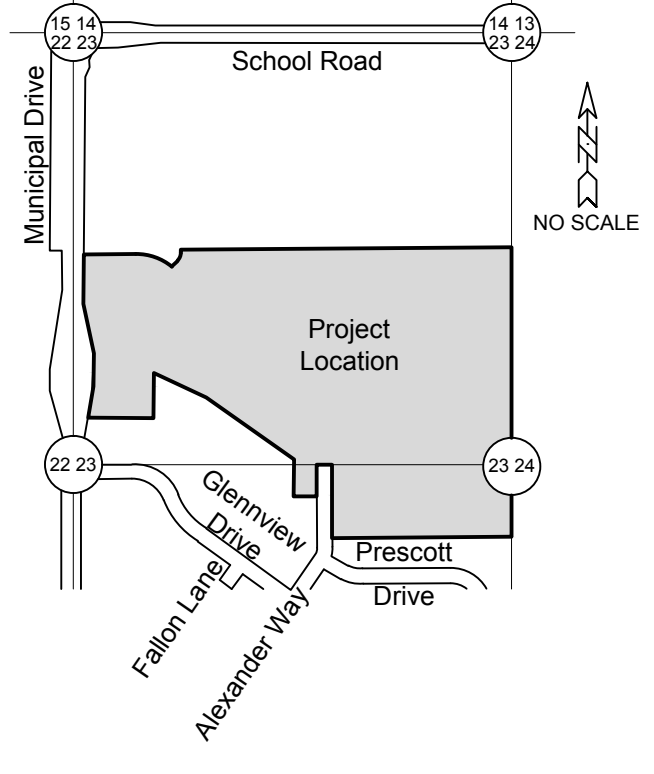 15 14
22 23
14 13
23 24
School Road
Municipal Drive
N
NO SCALE
Project
Location
22 23
23 24
Glennview
Drive
Prescott
Drive
Fallon Lane
Alexander Way